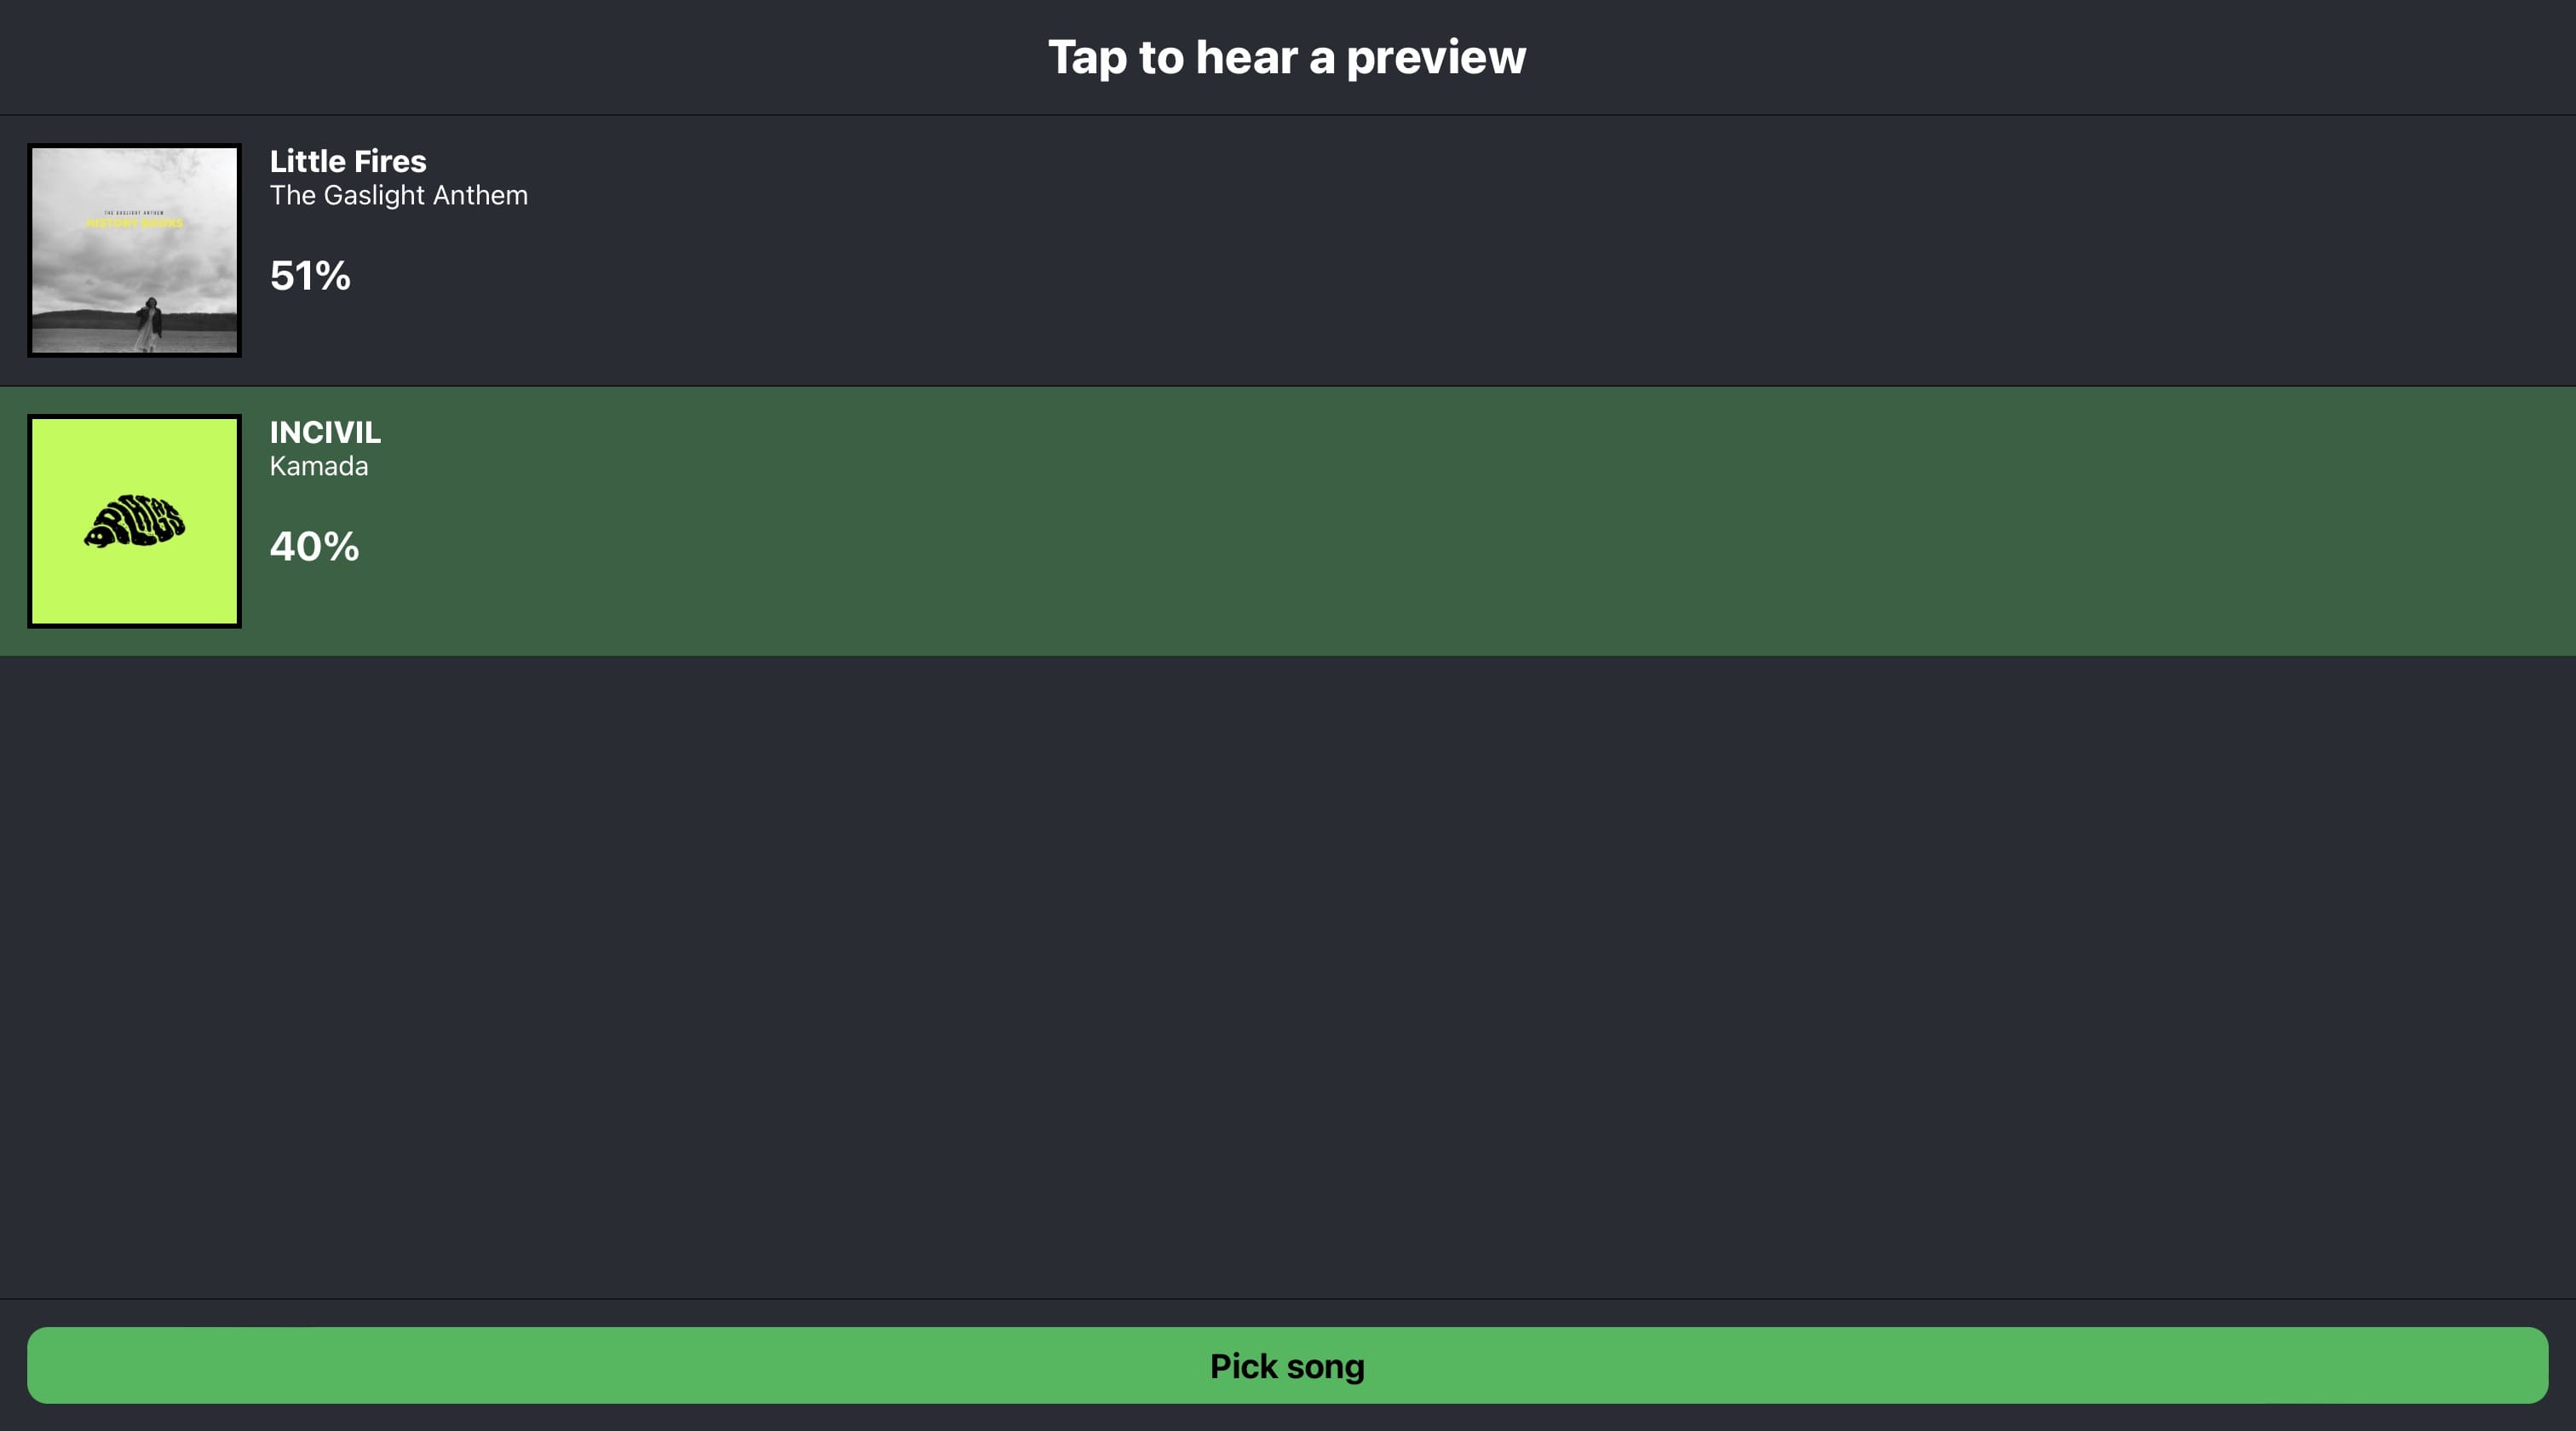 Tap to hear a preview
THE GASLIGHT ANTHEM
HISTORY BOOKS
Little Fires
The Gaslight Anthem
51%
INCIVIL
Kamada
40%
Pick song